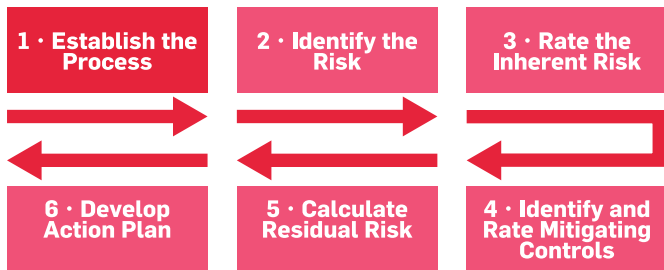 1 · Establish the
Process
2 · Identify the
Risk
3 · Rate the
Inherent Risk
6 · Develop
Action Plan
5 · Calculate
Residual Risk
4 · Identify and
Rate Mitigating
Controls